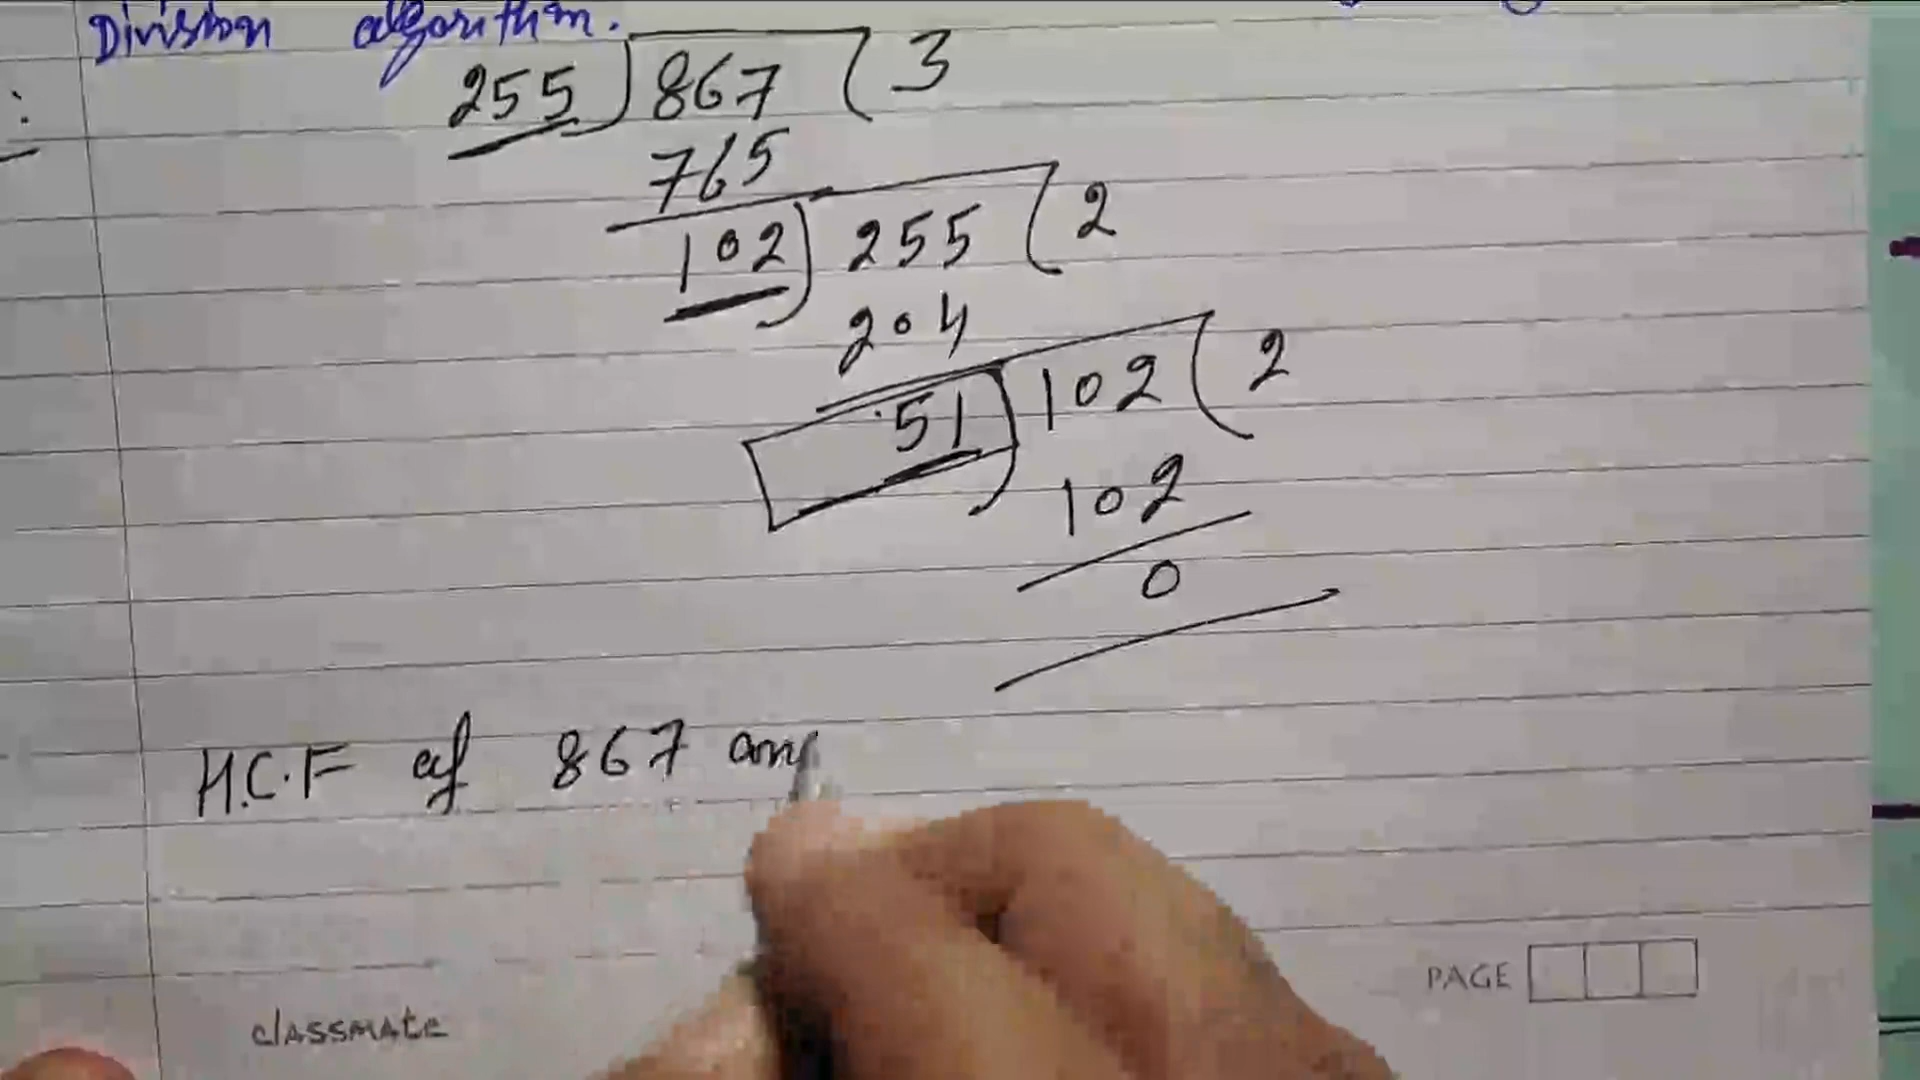 Division algorithm.
:
255 ) 867 ( 3
765
102 ) 255 ( 2
204
51 ) 102 ( 2
102
0
H.C.F of 867 an
PAGE
classmate